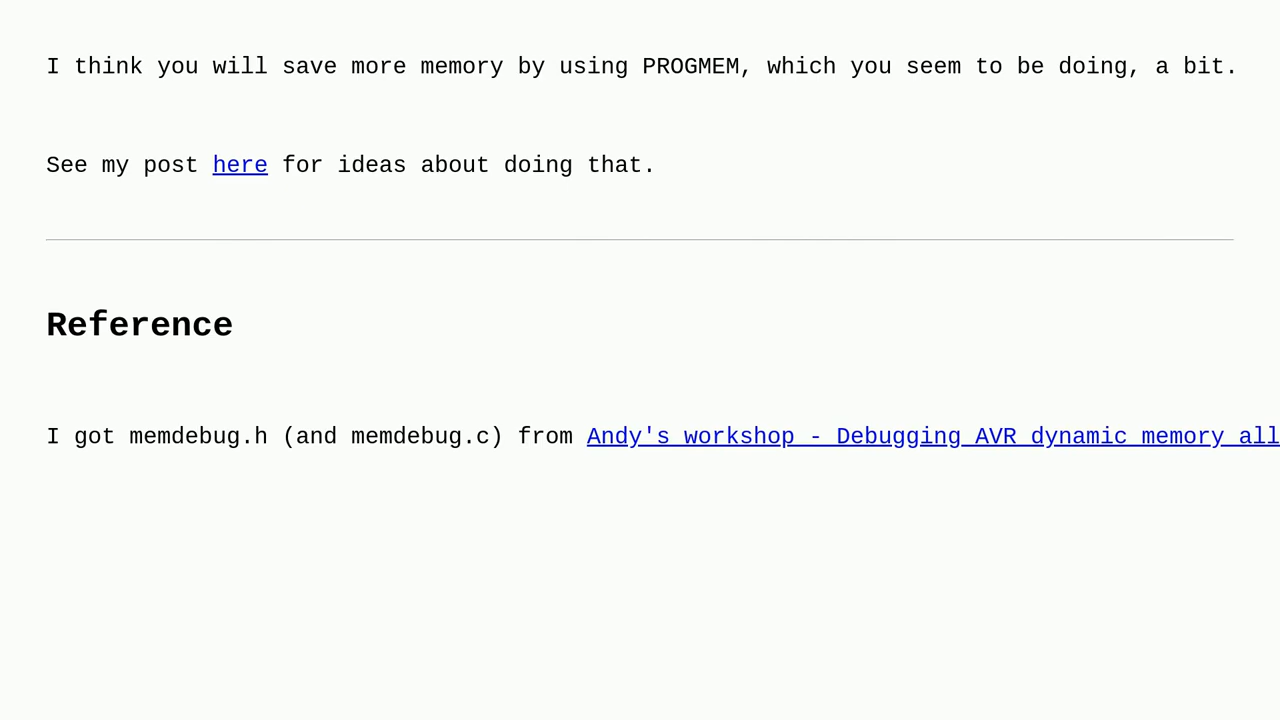 I think you will save more memory by using PROGMEM, which you seem to be doing, a bit.
See my post here for ideas about doing that.
Reference
I got memdebug.h (and memdebug.c) from Andy's workshop - Debugging AVR dynamic memory all